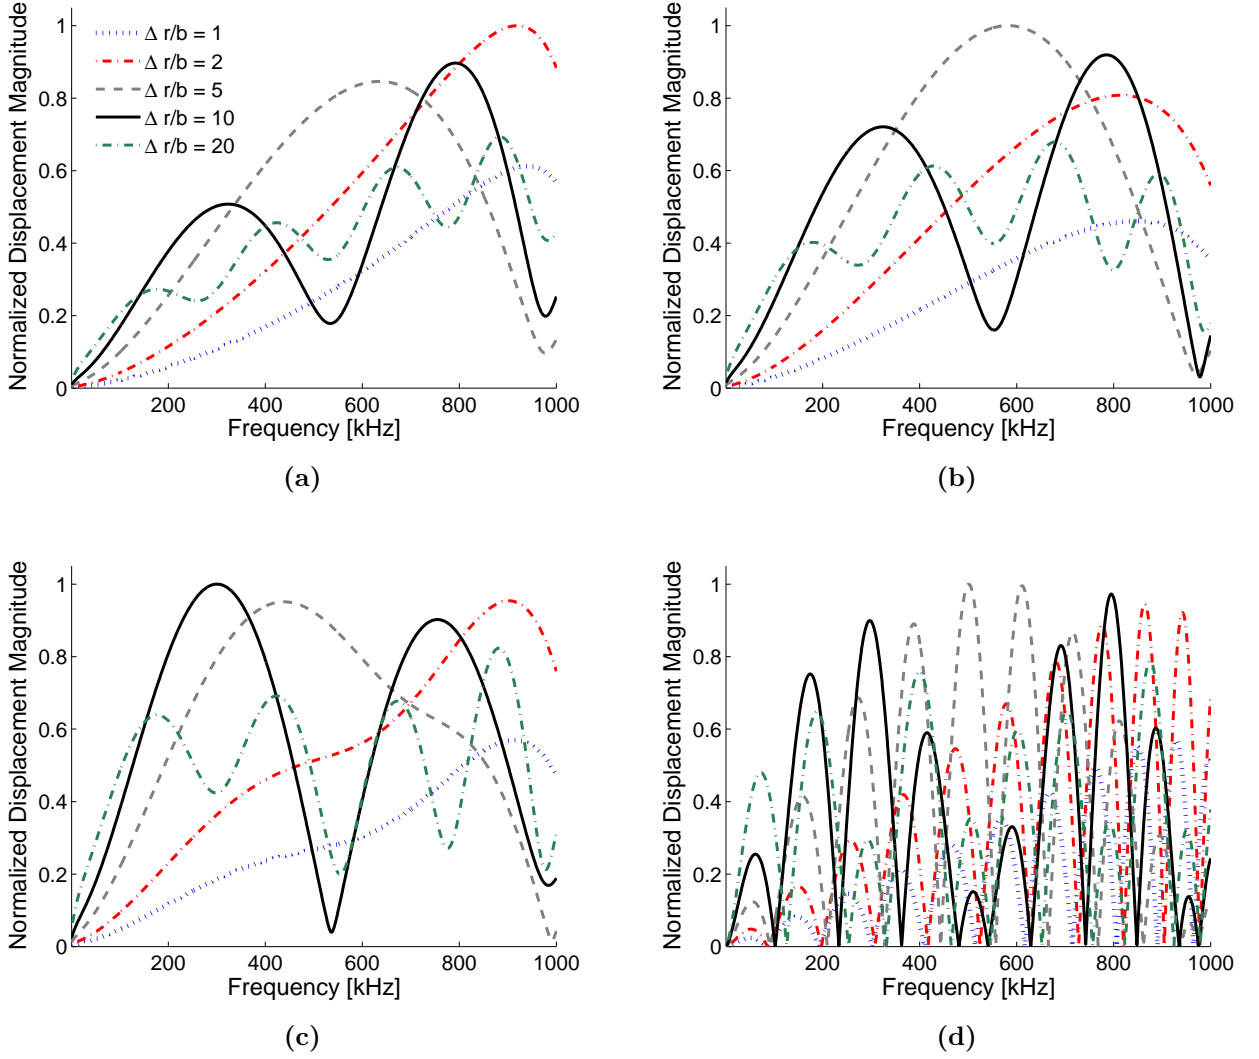 Normalized Displacement Magnitude
1
0.8
0.6
0.4
0.2
0
Δ r/b = 1
Δ r/b = 2
Δ r/b = 5
Δ r/b = 10
Δ r/b = 20
200 400 600 800 1000
Frequency [kHz]
(a)
Normalized Displacement Magnitude
1
0.8
0.6
0.4
0.2
0
200 400 600 800 1000
Frequency [kHz]
(b)
Normalized Displacement Magnitude
1
0.8
0.6
0.4
0.2
0
200 400 600 800 1000
Frequency [kHz]
(c)
Normalized Displacement Magnitude
1
0.8
0.6
0.4
0.2
0
200 400 600 800 1000
Frequency [kHz]
(d)